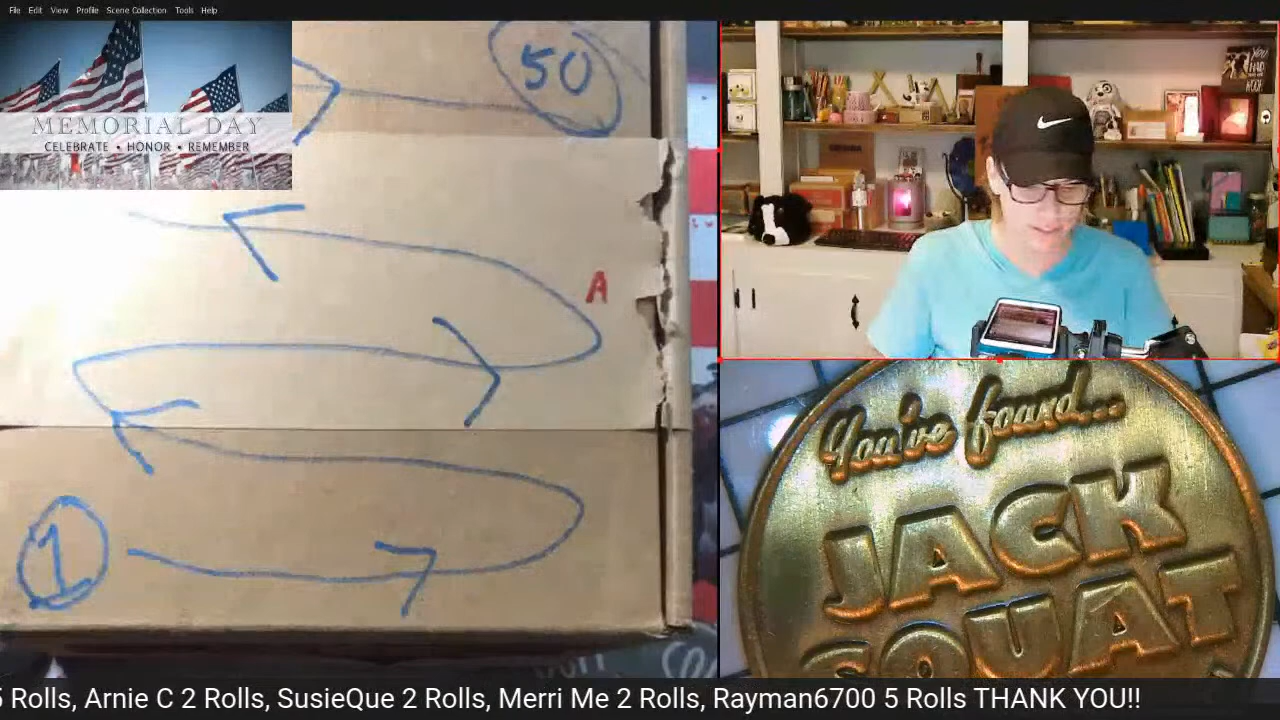 File Edit View Profile Scene Collection Tools Help
MEMORIAL DAY
CELEBRATE • HONOR • REMEMBER
50
A
1
You've found...
JACK
SQUAT
5 Rolls, Arnie C 2 Rolls, SusieQue 2 Rolls, Merri Me 2 Rolls, Rayman6700 5 Rolls THANK YOU!!